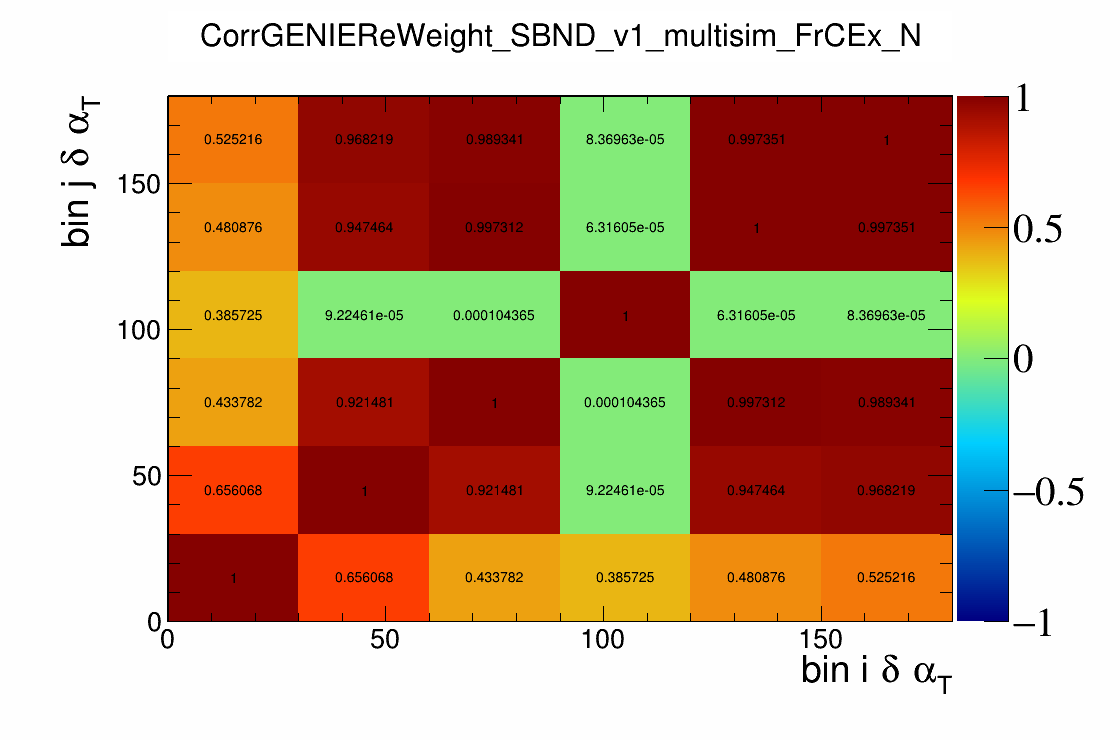 CorrGENIEReWeight_SBND_v1_multisim_FrCEx_N
bin j δ α_T
0.525216 0.968219 0.989341 8.36963e-05 0.997351 1
150
0.480876 0.947464 0.997312 6.31605e-05 1 0.997351
0.385725 9.22461e-05 0.000104365 1 6.31605e-05 8.36963e-05
100
0.433782 0.921481 1 0.000104365 0.997312 0.989341
50
0.656068 1 0.921481 9.22461e-05 0.947464 0.968219
1 0.656068 0.433782 0.385725 0.480876 0.525216
0
0 50 100 150
bin i δ α_T
1
0.5
0
−0.5
−1